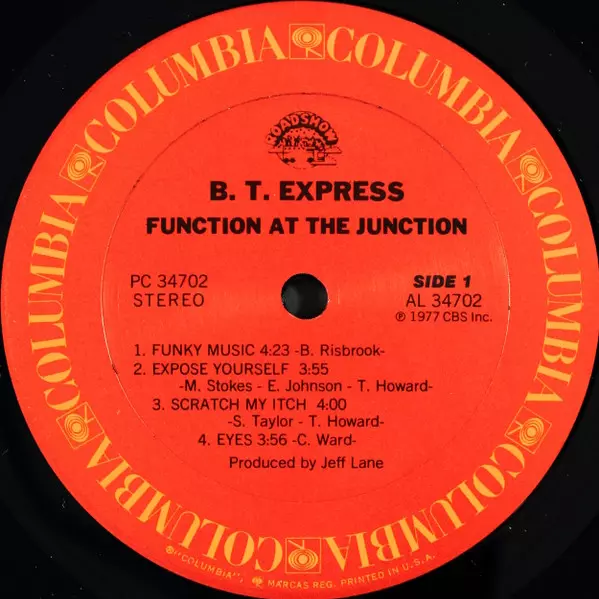 COLUMBIA COLUMBIA COLUMBIA COLUMBIA COLUMBIA COLUMBIA
ROADSHOW
B. T. EXPRESS
FUNCTION AT THE JUNCTION
PC 34702
STEREO
SIDE 1
AL 34702
℗ 1977 CBS Inc.
1. FUNKY MUSIC 4:23 -B. Risbrook-
2. EXPOSE YOURSELF 3:55
-M. Stokes - E. Johnson - T. Howard-
3. SCRATCH MY ITCH 4:00
-S. Taylor - T. Howard-
4. EYES 3:56 -C. Ward-
Produced by Jeff Lane
®"COLUMBIA", MARCAS REG. PRINTED IN U.S.A.